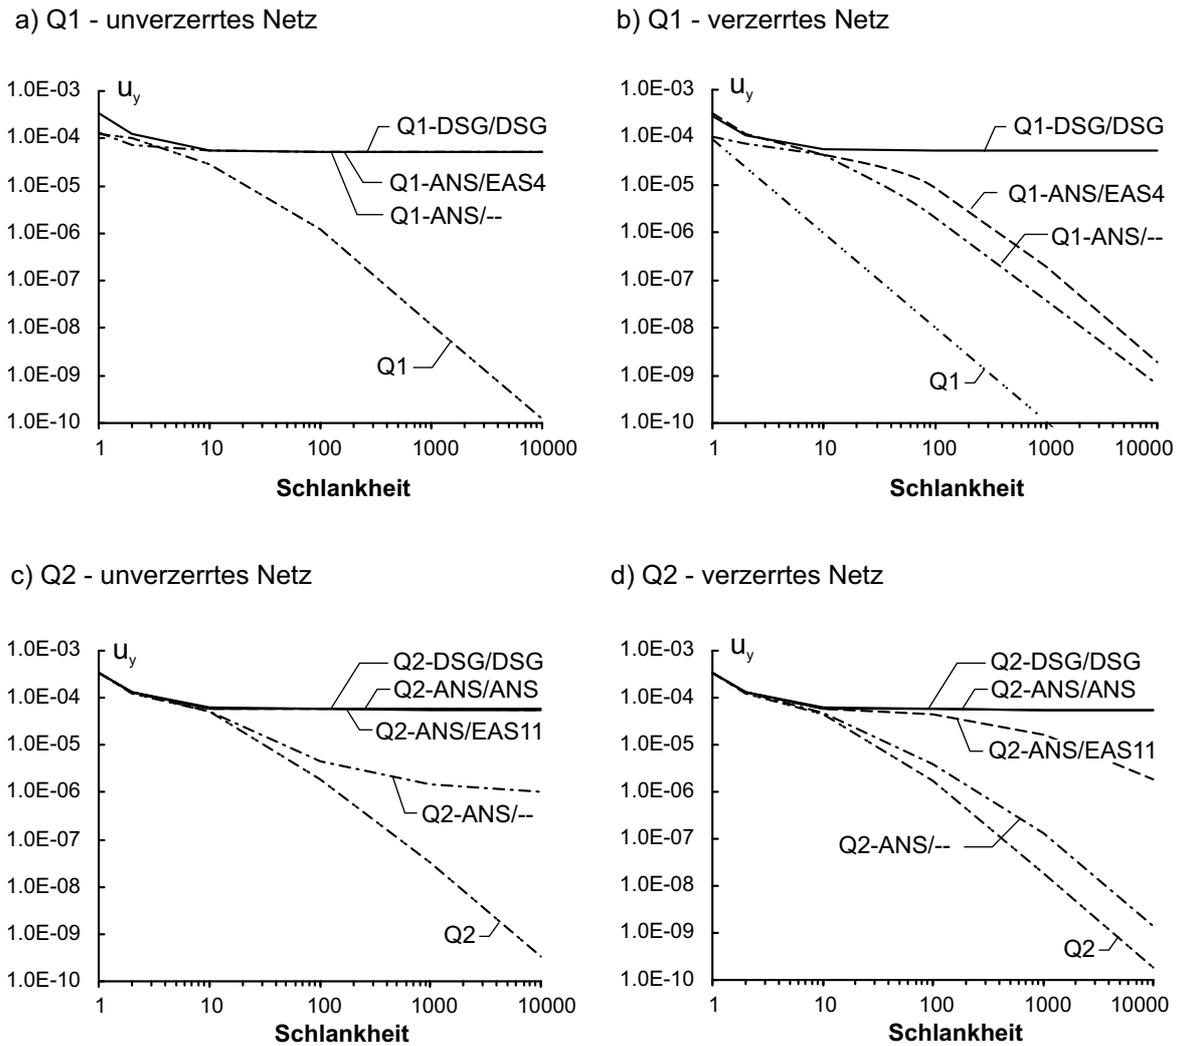 a) Q1 - unverzerrtes Netz
1.0E-03
1.0E-04
1.0E-05
1.0E-06
1.0E-07
1.0E-08
1.0E-09
1.0E-10
uy
Q1-DSG/DSG
Q1-ANS/EAS4
Q1-ANS/--
Q1
1 10 100 1000 10000
Schlankheit
b) Q1 - verzerrtes Netz
1.0E-03
1.0E-04
1.0E-05
1.0E-06
1.0E-07
1.0E-08
1.0E-09
1.0E-10
uy
Q1-DSG/DSG
Q1-ANS/EAS4
Q1-ANS/--
Q1
1 10 100 1000 10000
Schlankheit
c) Q2 - unverzerrtes Netz
1.0E-03
1.0E-04
1.0E-05
1.0E-06
1.0E-07
1.0E-08
1.0E-09
1.0E-10
uy
Q2-DSG/DSG
Q2-ANS/ANS
Q2-ANS/EAS11
Q2-ANS/--
Q2
1 10 100 1000 10000
Schlankheit
d) Q2 - verzerrtes Netz
1.0E-03
1.0E-04
1.0E-05
1.0E-06
1.0E-07
1.0E-08
1.0E-09
1.0E-10
uy
Q2-DSG/DSG
Q2-ANS/ANS
Q2-ANS/EAS11
Q2-ANS/--
Q2
1 10 100 1000 10000
Schlankheit